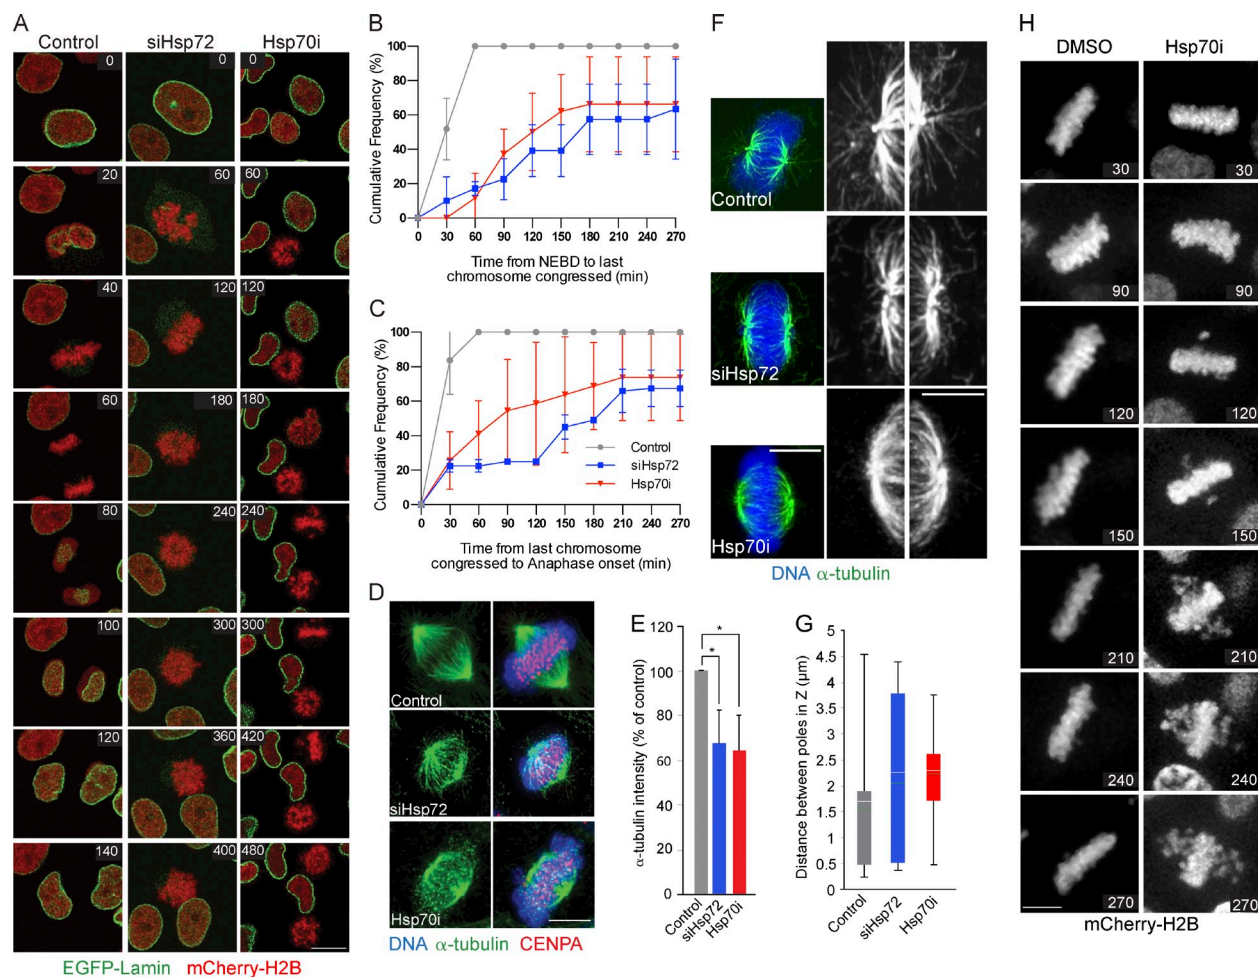 A
Control siHsp72 Hsp70i
0 0 0
20 60 60
40 120 120
60 180 180
80 240 240
100 300 300
120 360 420
140 400 480
EGFP-Lamin mCherry-H2B
B
Cumulative Frequency (%)
100
80
60
40
20
0
0 30 60 90 120 150 180 210 240 270
Time from NEBD to last
chromosome congressed (min)
C
Cumulative Frequency (%)
100
80
60
40
20
0
Control
siHsp72
Hsp70i
0 30 60 90 120 150 180 210 240 270
Time from last chromosome
congressed to Anaphase onset (min)
D
Control
siHsp72
Hsp70i
DNA α-tubulin CENPA
E
α-tubulin intensity (% of control)
120
100
80
60
40
20
0
* *
Control siHsp72 Hsp70i
F
Control
siHsp72
Hsp70i
DNA α-tubulin
G
Distance between poles in Z (μm)
5
4.5
4
3.5
3
2.5
2
1.5
1
0.5
0
Control siHsp72 Hsp70i
H
DMSO Hsp70i
30 30
90 90
120 120
150 150
210 210
240 240
270 270
mCherry-H2B